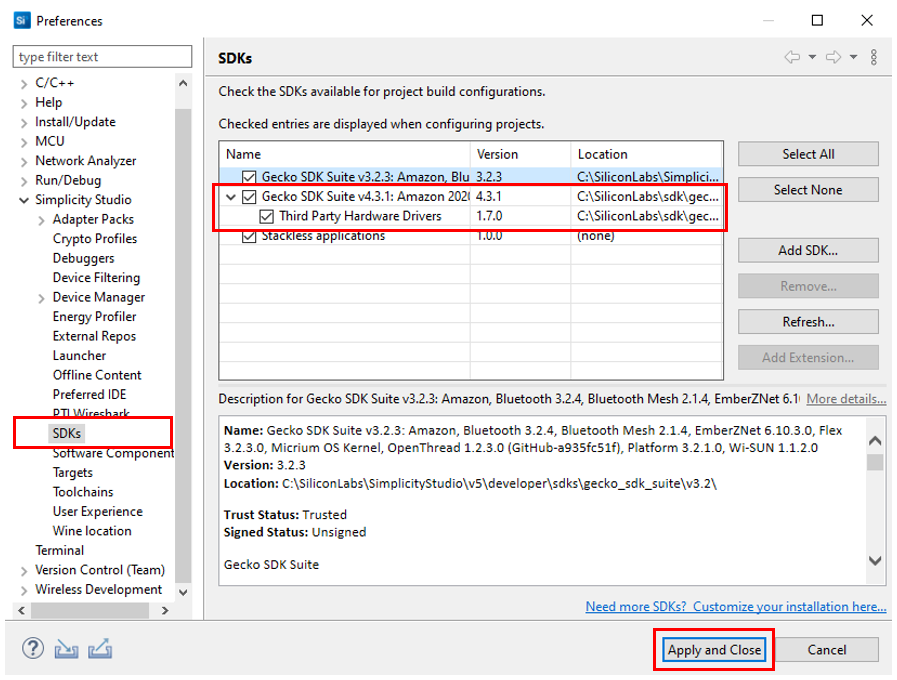 Si Preferences
type filter text
C/C++
Help
Install/Update
MCU
Network Analyzer
Run/Debug
Simplicity Studio
Adapter Packs
Crypto Profiles
Debuggers
Device Filtering
Device Manager
Energy Profiler
External Repos
Launcher
Offline Content
Preferred IDE
PTI Wireshark
SDKs
Software Component
Targets
Toolchains
User Experience
Wine location
Terminal
Version Control (Team)
Wireless Development
SDKs
Check the SDKs available for project build configurations.
Checked entries are displayed when configuring projects.
Name Version Location
Gecko SDK Suite v3.2.3: Amazon, Blu 3.2.3 C:\SiliconLabs\Simplici...
Gecko SDK Suite v4.3.1: Amazon 202( 4.3.1 C:\SiliconLabs\sdk\gec...
Third Party Hardware Drivers 1.7.0 C:\SiliconLabs\sdk\gec...
Stackless applications 1.0.0 (none)
Select All
Select None
Add SDK...
Remove...
Refresh...
Add Extension...
Description for Gecko SDK Suite v3.2.3: Amazon, Bluetooth 3.2.4, Bluetooth Mesh 2.1.4, EmberZNet 6.1( More details...
Name: Gecko SDK Suite v3.2.3: Amazon, Bluetooth 3.2.4, Bluetooth Mesh 2.1.4, EmberZNet 6.10.3.0, Flex
3.2.3.0, Micrium OS Kernel, OpenThread 1.2.3.0 (GitHub-a935fc51f), Platform 3.2.1.0, Wi-SUN 1.1.2.0
Version: 3.2.3
Location: C:\SiliconLabs\SimplicityStudio\v5\developer\sdks\gecko_sdk_suite\v3.2\
Trust Status: Trusted
Signed Status: Unsigned
Gecko SDK Suite
Need more SDKs? Customize your installation here...
? Apply and Close Cancel